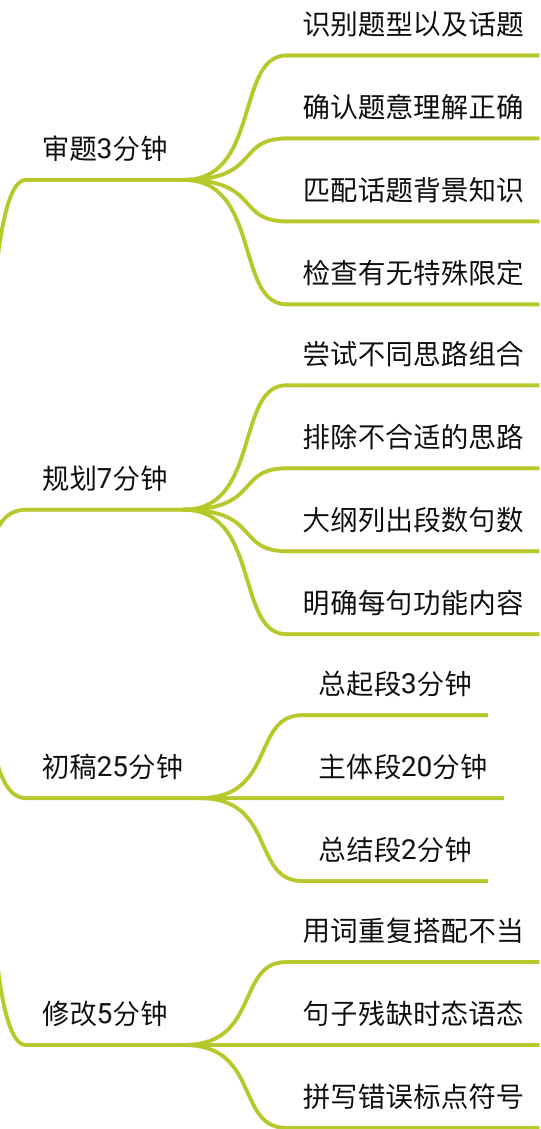 审题3分钟
识别题型以及话题
确认题意理解正确
匹配话题背景知识
检查有无特殊限定
规划7分钟
尝试不同思路组合
排除不合适的思路
大纲列出段数句数
明确每句功能内容
初稿25分钟
总起段3分钟
主体段20分钟
总结段2分钟
修改5分钟
用词重复搭配不当
句子残缺时态语态
拼写错误标点符号